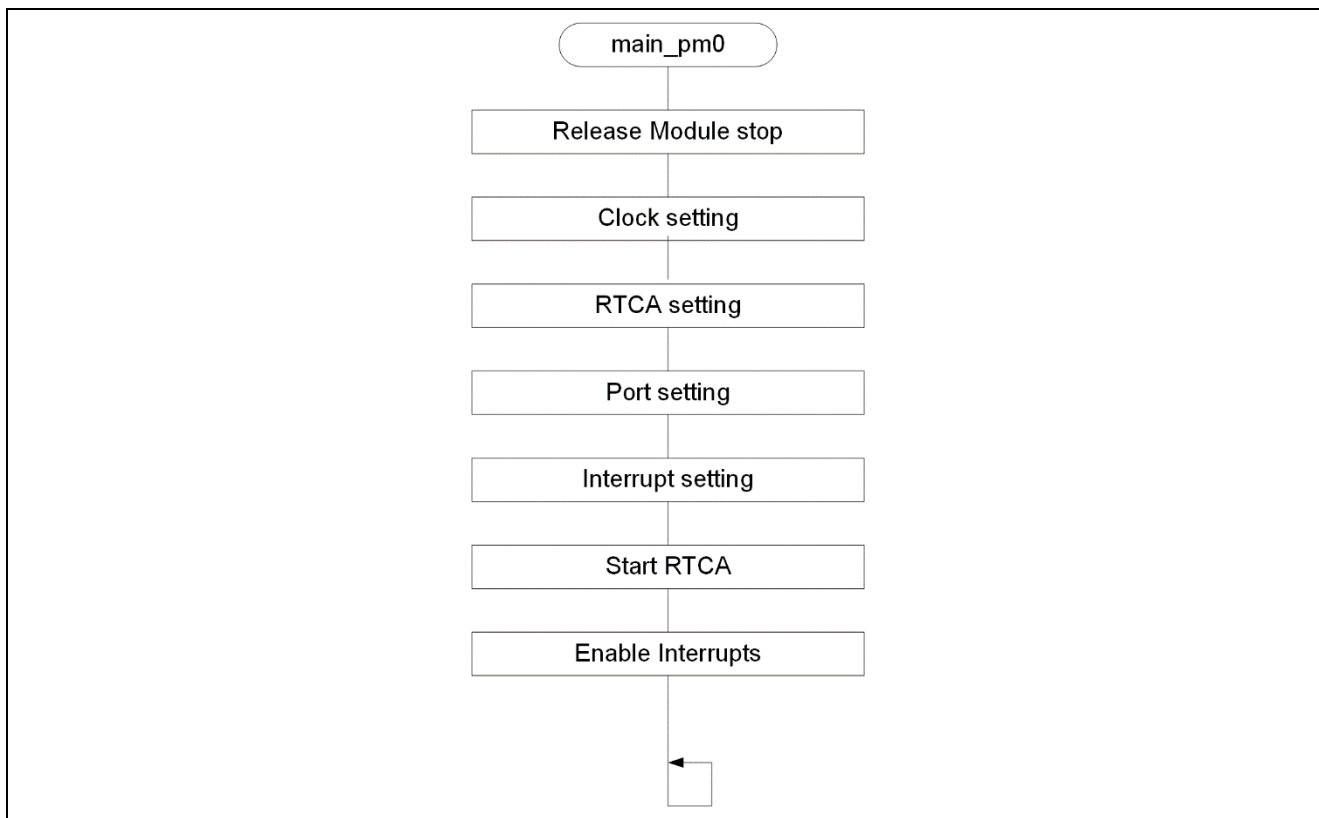 main_pm0
Release Module stop
Clock setting
RTCA setting
Port setting
Interrupt setting
Start RTCA
Enable Interrupts